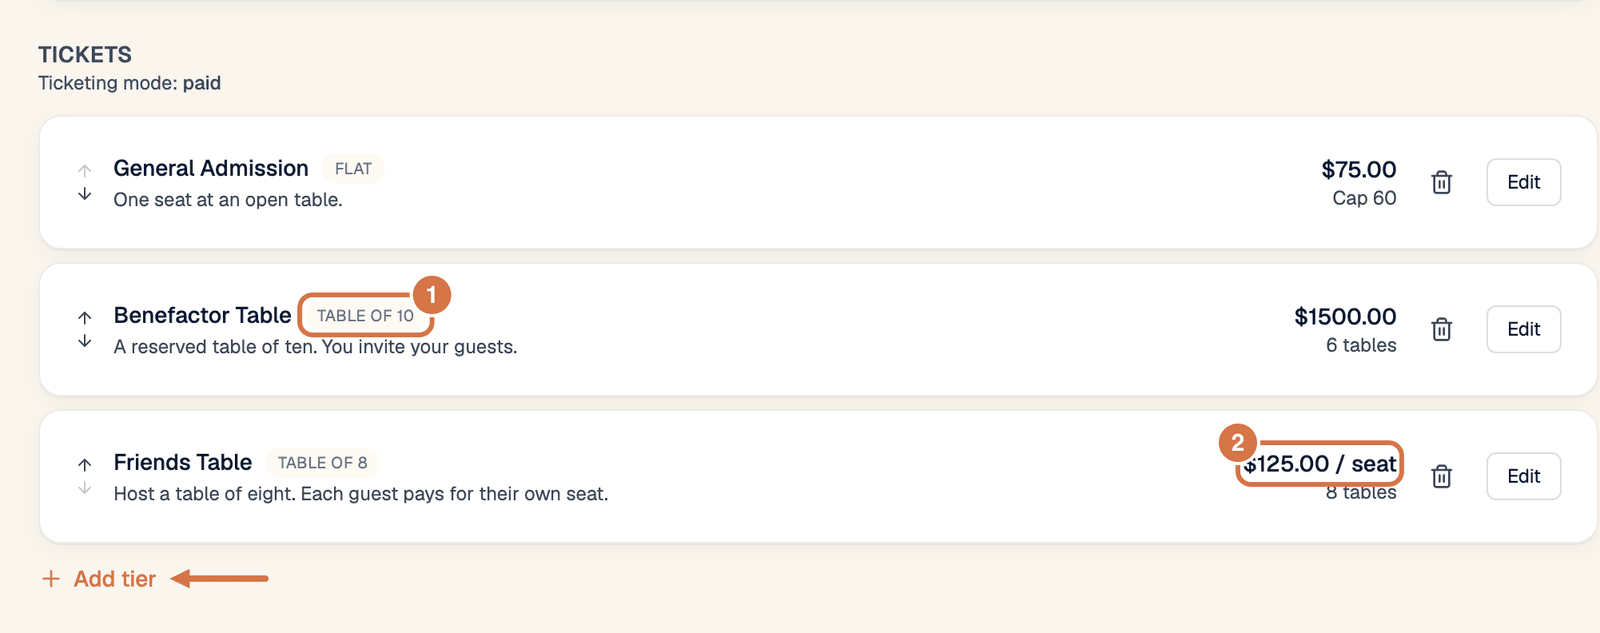 TICKETS
Ticketing mode: paid
General Admission FLAT
One seat at an open table.
$75.00
Cap 60
Edit
1
Benefactor Table TABLE OF 10
A reserved table of ten. You invite your guests.
$1500.00
6 tables
Edit
2
Friends Table TABLE OF 8
Host a table of eight. Each guest pays for their own seat.
$125.00 / seat
8 tables
Edit
+ Add tier